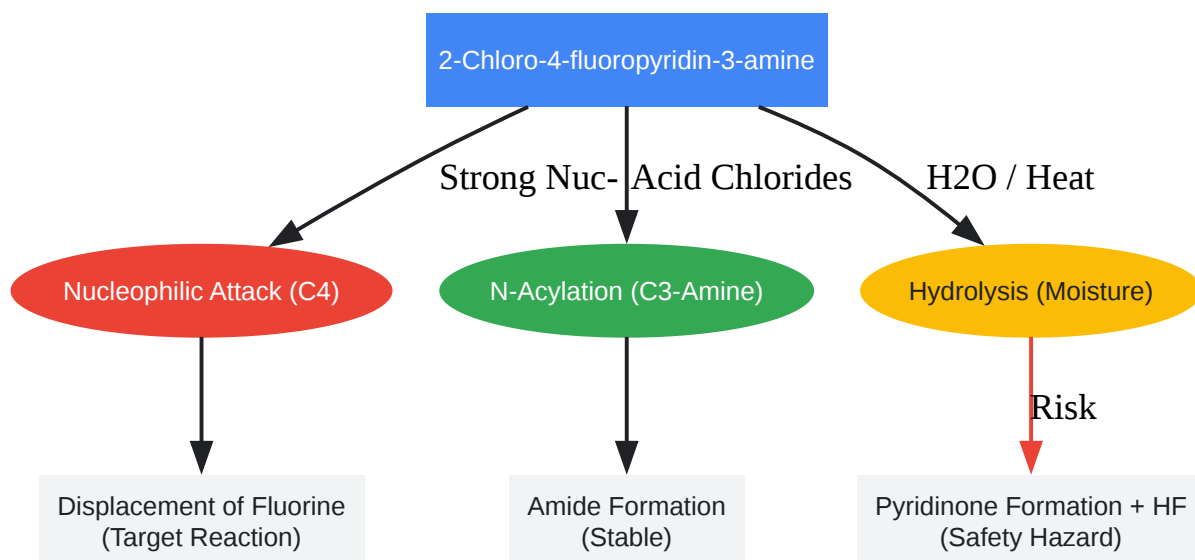 2-Chloro-4-fluoropyridin-3-amine
Strong Nuc-
Acid Chlorides
H2O / Heat
Nucleophilic Attack (C4)
N-Acylation (C3-Amine)
Hydrolysis (Moisture)
Risk
Displacement of Fluorine
(Target Reaction)
Amide Formation
(Stable)
Pyridinone Formation + HF
(Safety Hazard)